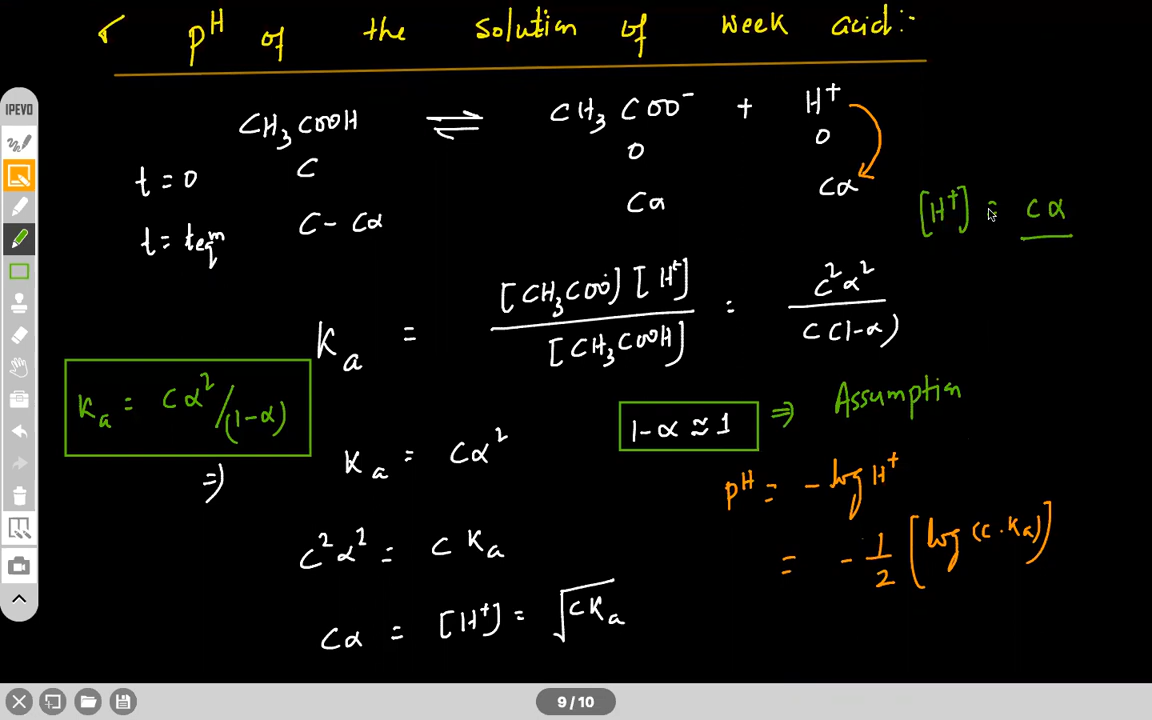 ✓ pH of the solution of week acid:-
CH₃COOH ⇌ CH₃COO⁻ + H⁺
t = 0 C 0 0
t = teqᵐ C - Cα Cα Cα
[H⁺] = Cα
Kₐ = [CH₃COO⁻] [H⁺] / [CH₃COOH] = C²α² / C(1-α)
Kₐ = Cα²/(1-α)
1-α ≈ 1 ⇒ Assumption
⇒ Kₐ = Cα²
pH = - log H⁺
= - 1/2 [log (C.Kₐ)]
C²α² = C Kₐ
Cα = [H⁺] = √CKₐ
IPEVO
9 / 10